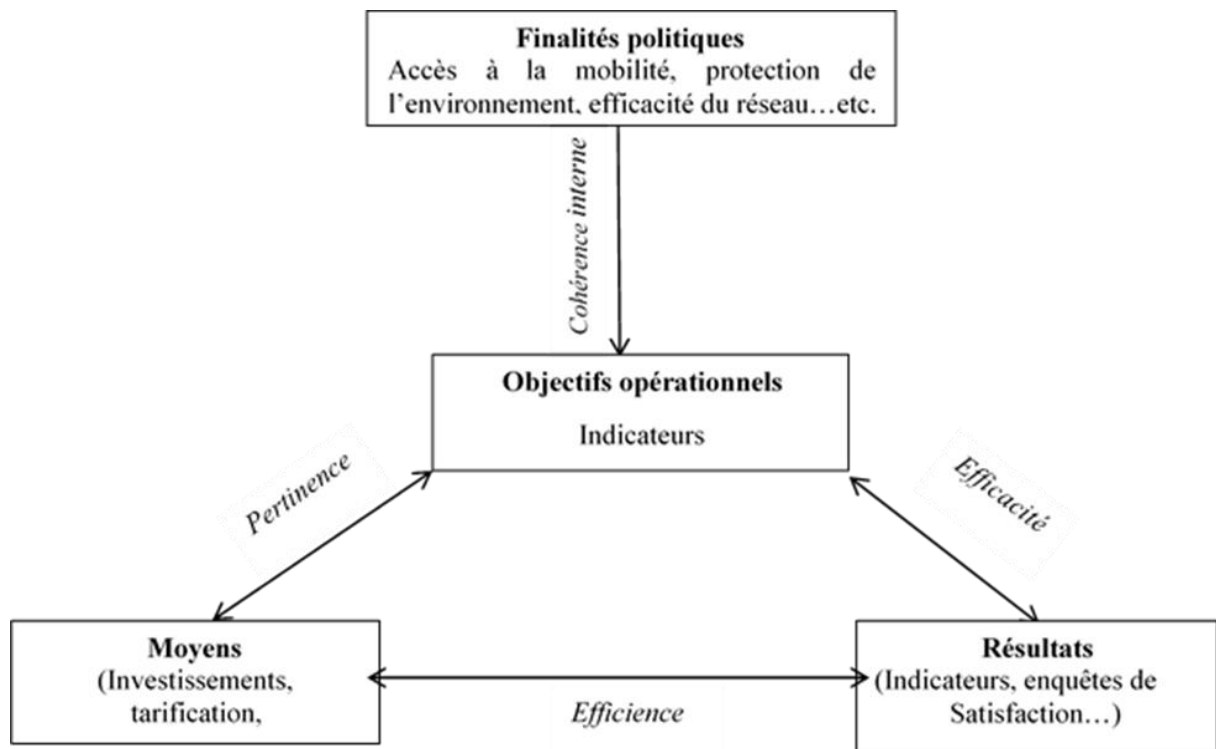 Finalités politiques
Accès à la mobilité, protection de
l'environnement, efficacité du réseau…etc.
Cohérence interne
Objectifs opérationnels
Indicateurs
Pertinence
Efficacité
Moyens
(Investissements,
tarification,
Efficience
Résultats
(Indicateurs, enquêtes de
Satisfaction…)